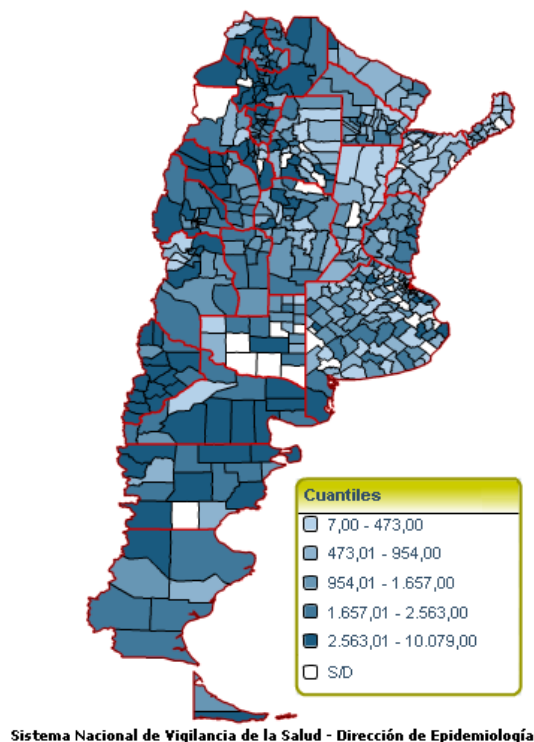 Cuantiles
7,00 - 473,00
473,01 - 954,00
954,01 - 1.657,00
1.657,01 - 2.563,00
2.563,01 - 10.079,00
S/D
Sistema Nacional de Vigilancia de la Salud - Dirección de Epidemiología